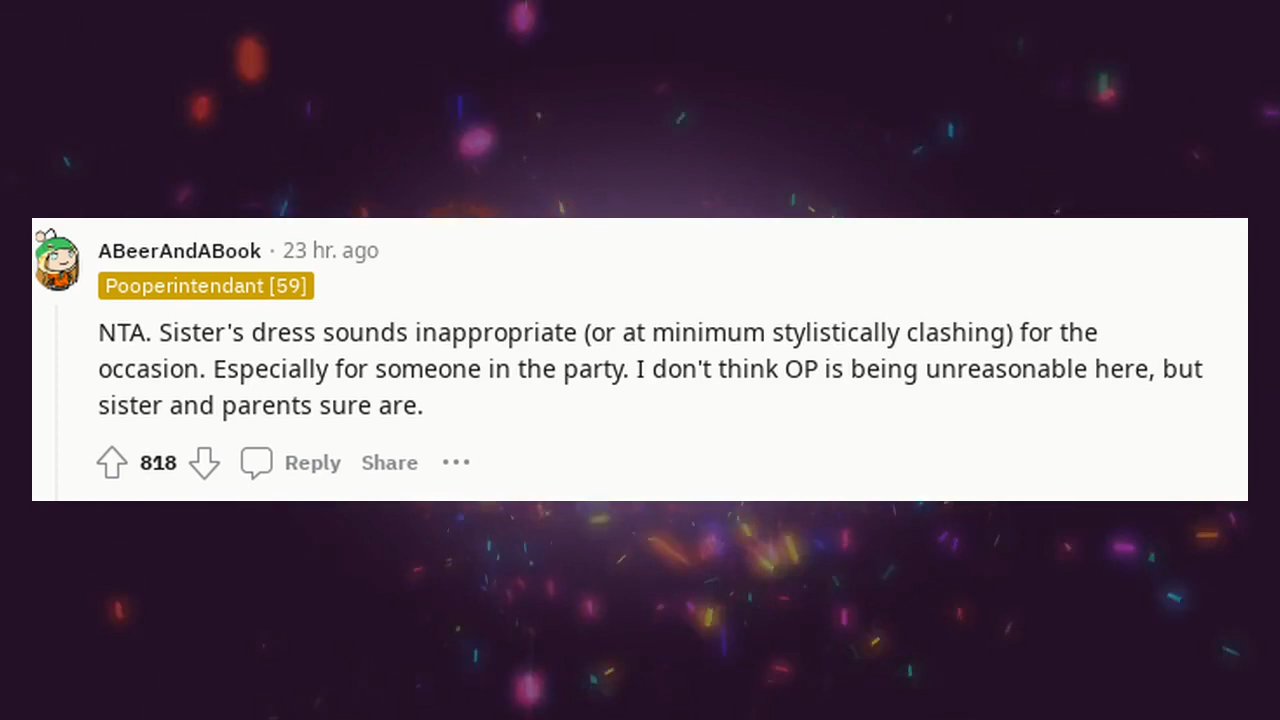 ABeerAndABook · 23 hr. ago
Pooperintendant [59]
NTA. Sister's dress sounds inappropriate (or at minimum stylistically clashing) for the
occasion. Especially for someone in the party. I don't think OP is being unreasonable here, but
sister and parents sure are.
818 Reply Share ···